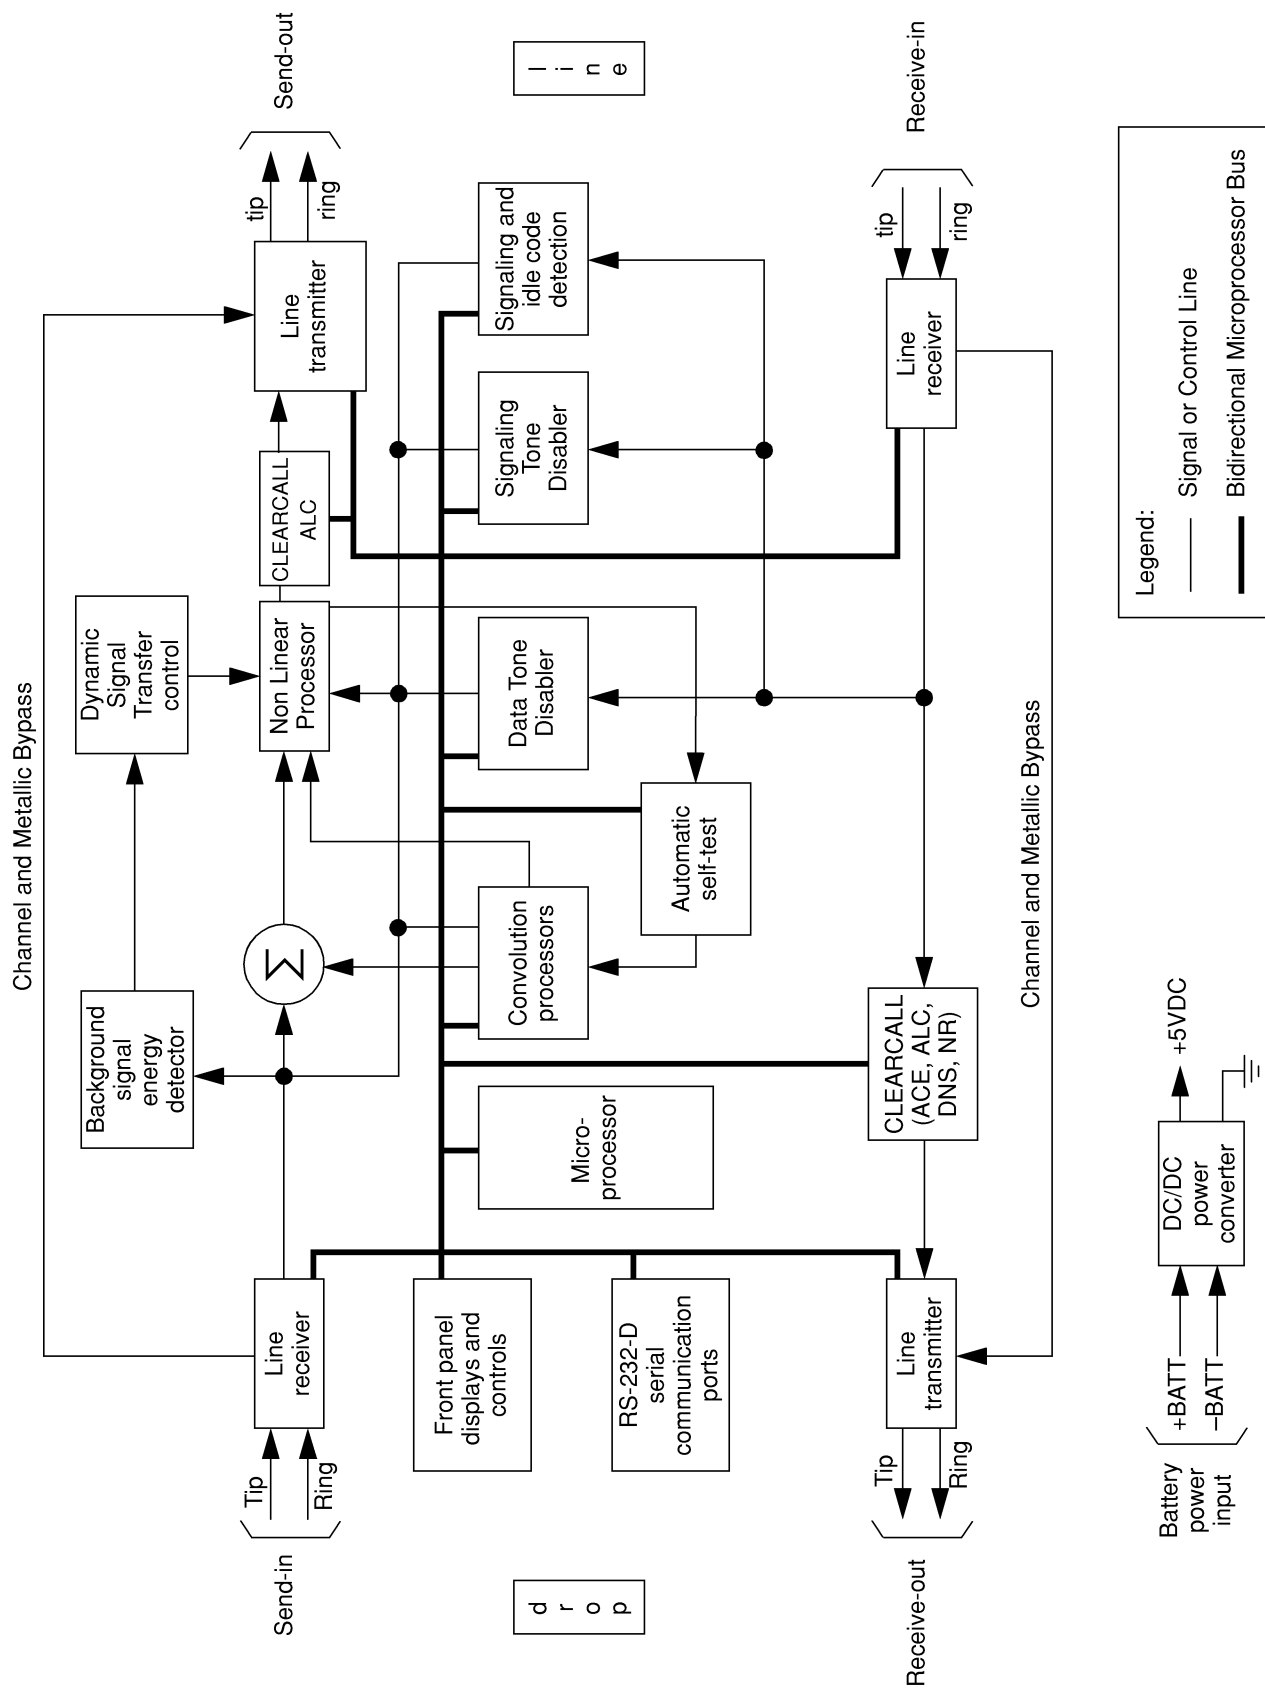 Channel and Metallic Bypass
Background
signal
energy
detector
Dynamic
Signal
Transfer
control
Send-in
Tip
Ring
Line
receiver
Σ
Non Linear
Processor
CLEARCALL
ALC
Line
transmitter
tip
ring
Send-out
d
r
o
p
Front panel
displays and
controls
RS-232-D
serial
communication
ports
Micro-
processor
Convolution
processors
Automatic
self-test
Data Tone
Disabler
Signaling
Tone
Disabler
Signaling and
idle code
detection
l
i
n
e
Receive-out
Tip
Ring
Line
transmitter
CLEARCALL
(ACE, ALC,
DNS, NR)
Line
receiver
tip
ring
Receive-in
Channel and Metallic Bypass
Battery
power
input
+BATT
–BATT
DC/DC
power
converter
+5VDC
Legend:
Signal or Control Line
Bidirectional Microprocessor Bus